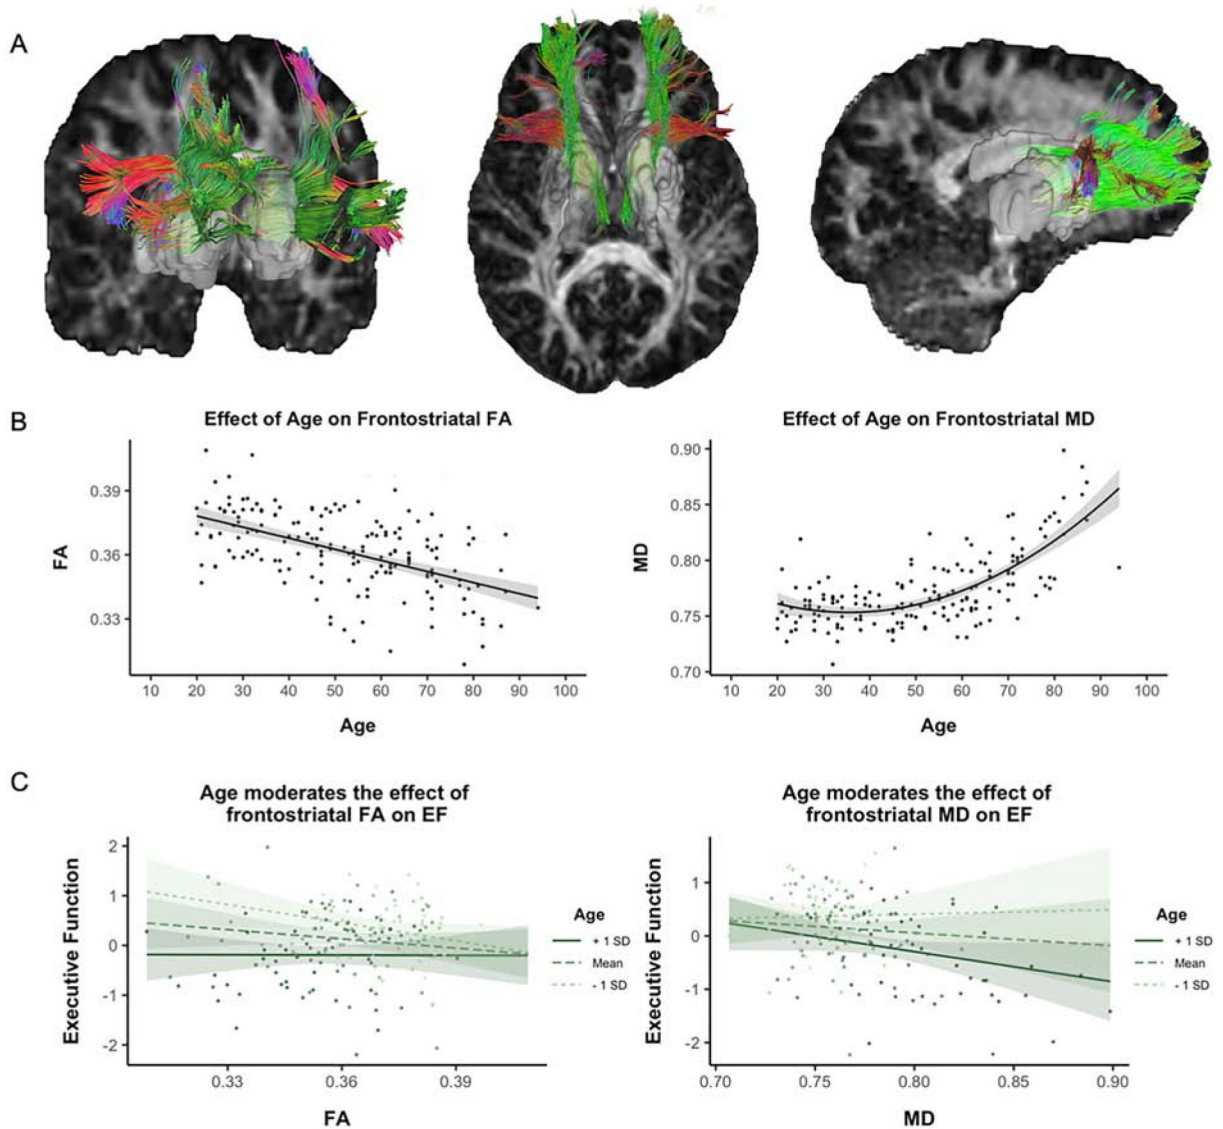 A
B
Effect of Age on Frontostriatal FA
FA
0.39
0.36
0.33
10 20 30 40 50 60 70 80 90 100
Age
Effect of Age on Frontostriatal MD
MD
0.90
0.85
0.80
0.75
0.70
10 20 30 40 50 60 70 80 90 100
Age
C
Age moderates the effect of
frontostriatal FA on EF
Executive Function
2
1
0
-1
-2
0.33 0.36 0.39
FA
Age
+ 1 SD
Mean
- 1 SD
Age moderates the effect of
frontostriatal MD on EF
Executive Function
1
0
-1
-2
0.70 0.75 0.80 0.85 0.90
MD
Age
+ 1 SD
Mean
- 1 SD